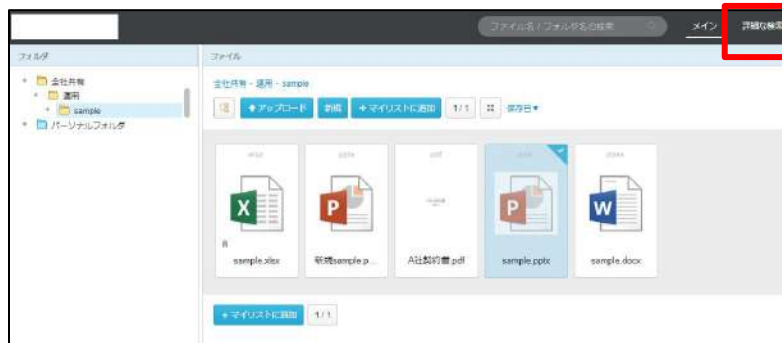 ファイル名 / フォルダ名の検索
メイン
詳細な検索
フォルダ
ファイル
全社共有
運用
sample
パーソナルフォルダ
全社共有 - 運用 - sample
アップロード
新規
+ マイリストに追加
1 / 1
保存日▼
xlsx
pptx
pdf
pptx
docx
X
P
P
W
sample.xlsx
新規sample.p...
A社契約書.pdf
sample.pptx
sample.docx
+ マイリストに追加
1 / 1